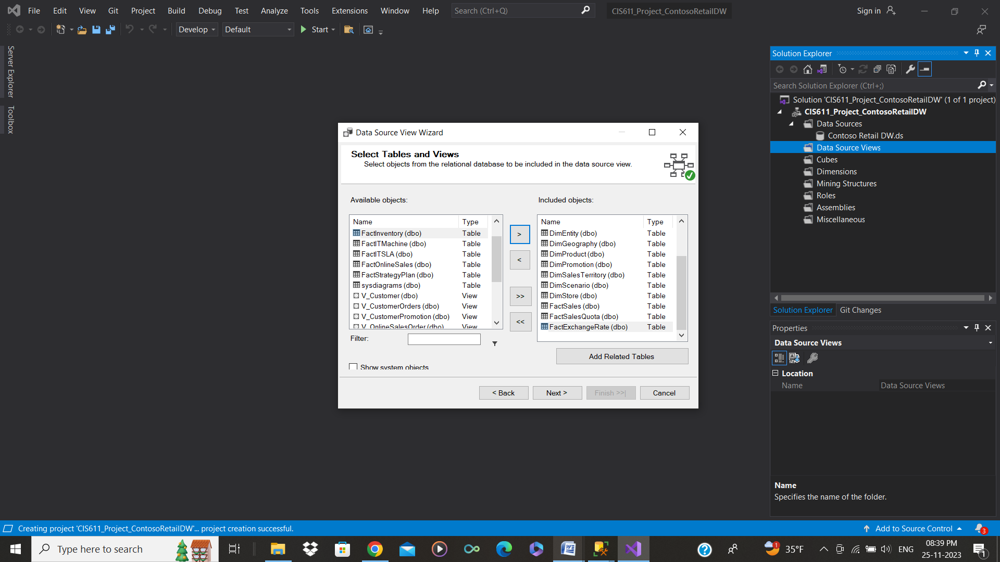 File Edit View Git Project Build Debug Test Analyze Tools Extensions Window Help Search (Ctrl+Q) CIS611_Project_ContosoRetailDW Sign in
Develop Default Start
Server Explorer
Toolbox
Solution Explorer
Search Solution Explorer (Ctrl+;)
Solution 'CIS611_Project_ContosoRetailDW' (1 of 1 project)
CIS611_Project_ContosoRetailDW
Data Sources
Contoso Retail DW.ds
Data Source Views
Cubes
Dimensions
Mining Structures
Roles
Assemblies
Miscellaneous
Solution Explorer Git Changes
Properties
Data Source Views
Location
Name Data Source Views
Name
Specifies the name of the folder.
Data Source View Wizard
Select Tables and Views
Select objects from the relational database to be included in the data source view.
Available objects:
Name Type
FactInventory (dbo) Table
FactITMachine (dbo) Table
FactITSLA (dbo) Table
FactOnlineSales (dbo) Table
FactStrategyPlan (dbo) Table
sysdiagrams (dbo) Table
V_Customer (dbo) View
V_CustomerOrders (dbo) View
V_CustomerPromotion (dbo) View
V_OnlineSalesOrder (dbo) View
Filter:
Show system objects
>
<
>>
<<
Included objects:
Name Type
DimEntity (dbo) Table
DimGeography (dbo) Table
DimProduct (dbo) Table
DimPromotion (dbo) Table
DimSalesTerritory (dbo) Table
DimScenario (dbo) Table
DimStore (dbo) Table
FactSales (dbo) Table
FactSalesQuota (dbo) Table
FactExchangeRate (dbo) Table
Add Related Tables
< Back Next > Finish >>| Cancel
Creating project 'CIS611_Project_ContosoRetailDW'... project creation successful. Add to Source Control 3
Type here to search 1 35°F ENG 08:39 PM
25-11-2023 1